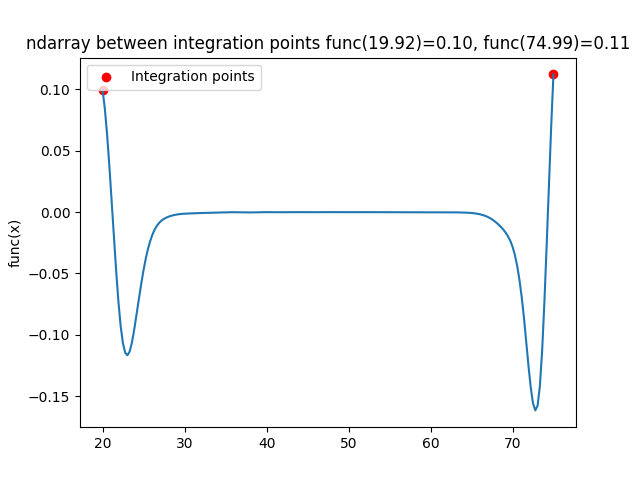 ndarray between integration points func(19.92)=0.10, func(74.99)=0.11
Integration points
0.10
0.05
0.00
−0.05
−0.10
−0.15
func(x)
20 30 40 50 60 70